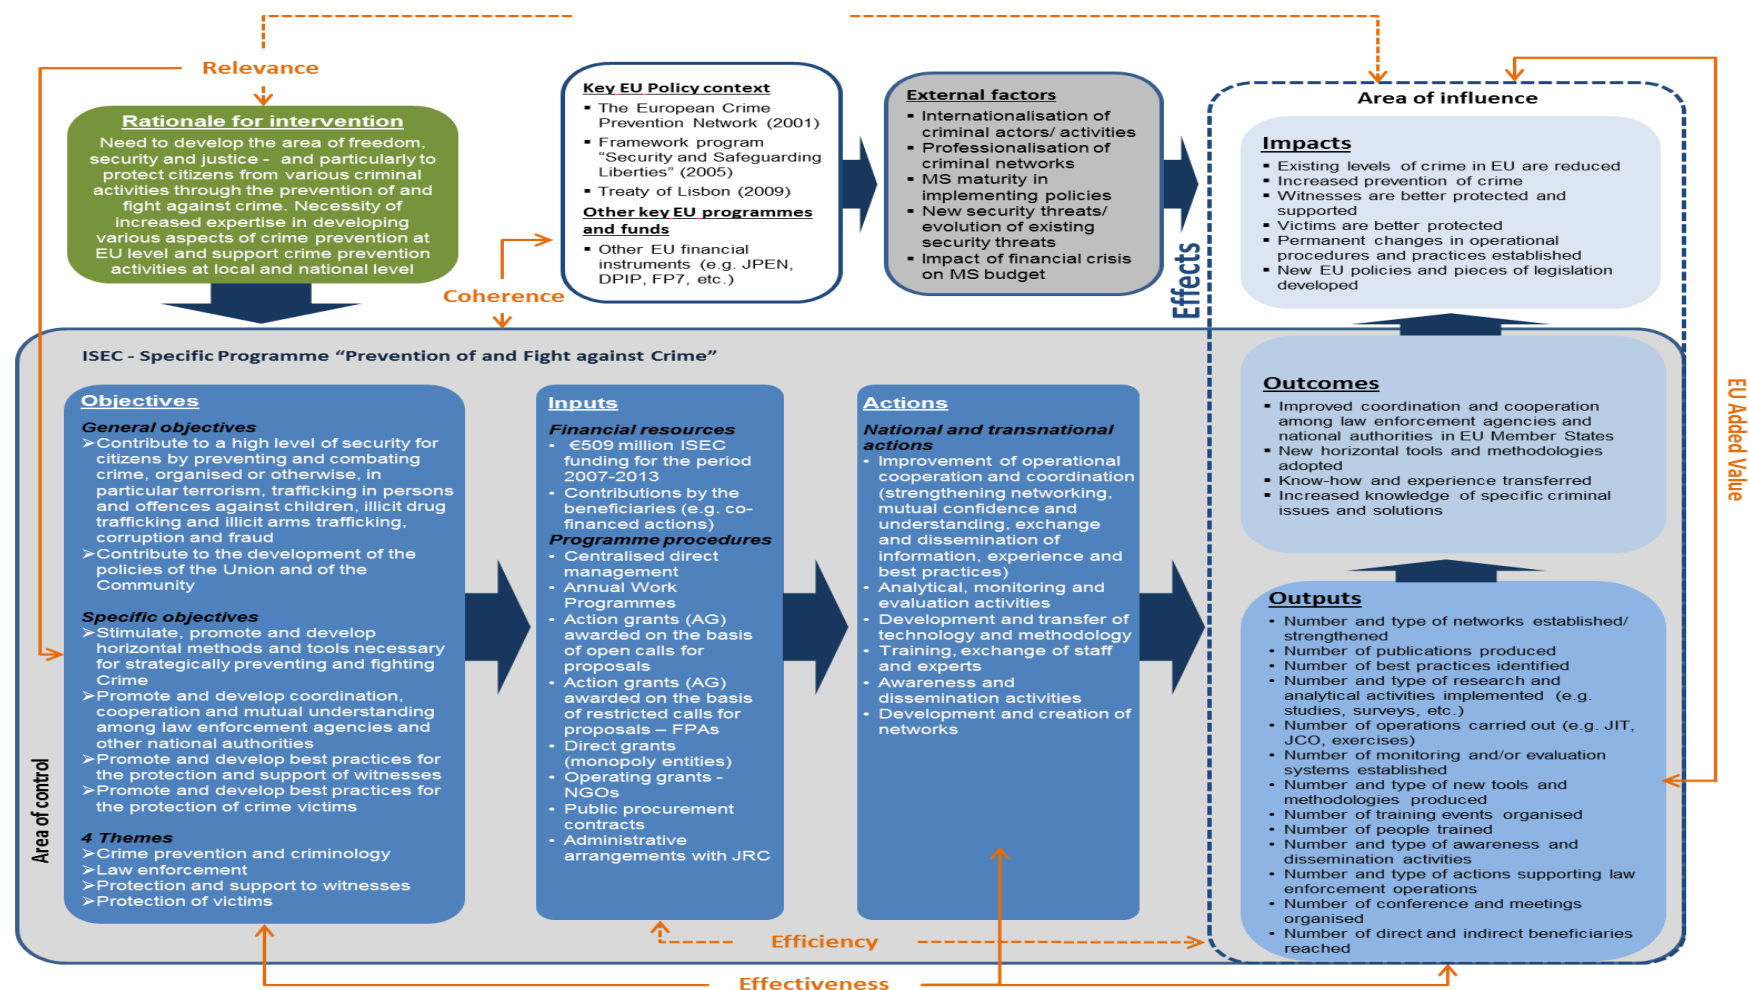 Relevance
Rationale for intervention
Need to develop the area of freedom,
security and justice - and particularly to
protect citizens from various criminal
activities through the prevention of and
fight against crime. Necessity of
increased expertise in developing
various aspects of crime prevention at
EU level and support crime prevention
activities at local and national level
Key EU Policy context
▪ The European Crime
Prevention Network (2001)
▪ Framework program
“Security and Safeguarding
Liberties” (2005)
▪ Treaty of Lisbon (2009)
Other key EU programmes
and funds
▪ Other EU financial
instruments (e.g. JPEN,
DPIP, FP7, etc.)
Coherence
External factors
▪ Internationalisation of
criminal actors/ activities
▪ Professionalisation of
criminal networks
▪ MS maturity in
implementing policies
▪ New security threats/
evolution of existing
security threats
▪ Impact of financial crisis
on MS budget
Effects
Area of influence
Impacts
▪ Existing levels of crime in EU are reduced
▪ Increased prevention of crime
▪ Witnesses are better protected and
supported
▪ Victims are better protected
▪ Permanent changes in operational
procedures and practices established
▪ New EU policies and pieces of legislation
developed
ISEC - Specific Programme “Prevention of and Fight against Crime”
Area of control
Objectives
General objectives
➢Contribute to a high level of security for
citizens by preventing and combating
crime, organised or otherwise, in
particular terrorism, trafficking in persons
and offences against children, illicit drug
trafficking and illicit arms trafficking,
corruption and fraud
➢Contribute to the development of the
policies of the Union and of the
Community
Specific objectives
➢Stimulate, promote and develop
horizontal methods and tools necessary
for strategically preventing and fighting
Crime
➢Promote and develop coordination,
cooperation and mutual understanding
among law enforcement agencies and
other national authorities
➢Promote and develop best practices for
the protection and support of witnesses
➢Promote and develop best practices for
the protection of crime victims
4 Themes
➢Crime prevention and criminology
➢Law enforcement
➢Protection and support to witnesses
➢Protection of victims
Inputs
Financial resources
• €509 million ISEC
funding for the period
2007-2013
• Contributions by the
beneficiaries (e.g. co-
financed actions)
Programme procedures
• Centralised direct
management
• Annual Work
Programmes
• Action grants (AG)
awarded on the basis
of open calls for
proposals
• Action grants (AG)
awarded on the basis
of restricted calls for
proposals – FPAs
• Direct grants
(monopoly entities)
• Operating grants -
NGOs
• Public procurement
contracts
• Administrative
arrangements with JRC
Actions
National and transnational
actions
• Improvement of operational
cooperation and coordination
(strengthening networking,
mutual confidence and
understanding, exchange
and dissemination of
information, experience and
best practices)
• Analytical, monitoring and
evaluation activities
• Development and transfer of
technology and methodology
• Training, exchange of staff
and experts
• Awareness and
dissemination activities
• Development and creation of
networks
Outcomes
▪ Improved coordination and cooperation
among law enforcement agencies and
national authorities in EU Member States
▪ New horizontal tools and methodologies
adopted
▪ Know-how and experience transferred
▪ Increased knowledge of specific criminal
issues and solutions
Outputs
• Number and type of networks established/
strengthened
• Number of publications produced
• Number of best practices identified
• Number and type of research and
analytical activities implemented (e.g.
studies, surveys, etc.)
• Number of operations carried out (e.g. JIT,
JCO, exercises)
• Number of monitoring and/or evaluation
systems established
• Number and type of new tools and
methodologies produced
• Number of training events organised
• Number of people trained
• Number and type of awareness and
dissemination activities
• Number and type of actions supporting law
enforcement operations
• Number of conference and meetings
organised
• Number of direct and indirect beneficiaries
reached
EU Added Value
Efficiency
Effectiveness